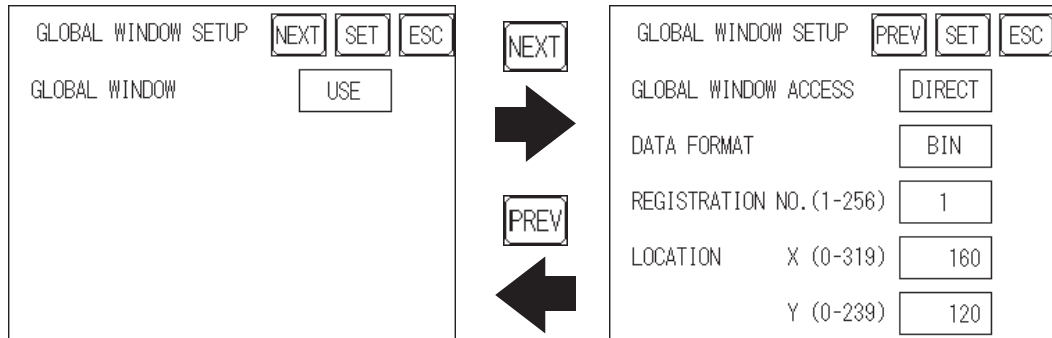 GLOBAL WINDOW SETUP NEXT SET ESC
GLOBAL WINDOW USE
NEXT
PREV
GLOBAL WINDOW SETUP PREV SET ESC
GLOBAL WINDOW ACCESS DIRECT
DATA FORMAT BIN
REGISTRATION NO.(1-256) 1
LOCATION X (0-319) 160
Y (0-239) 120